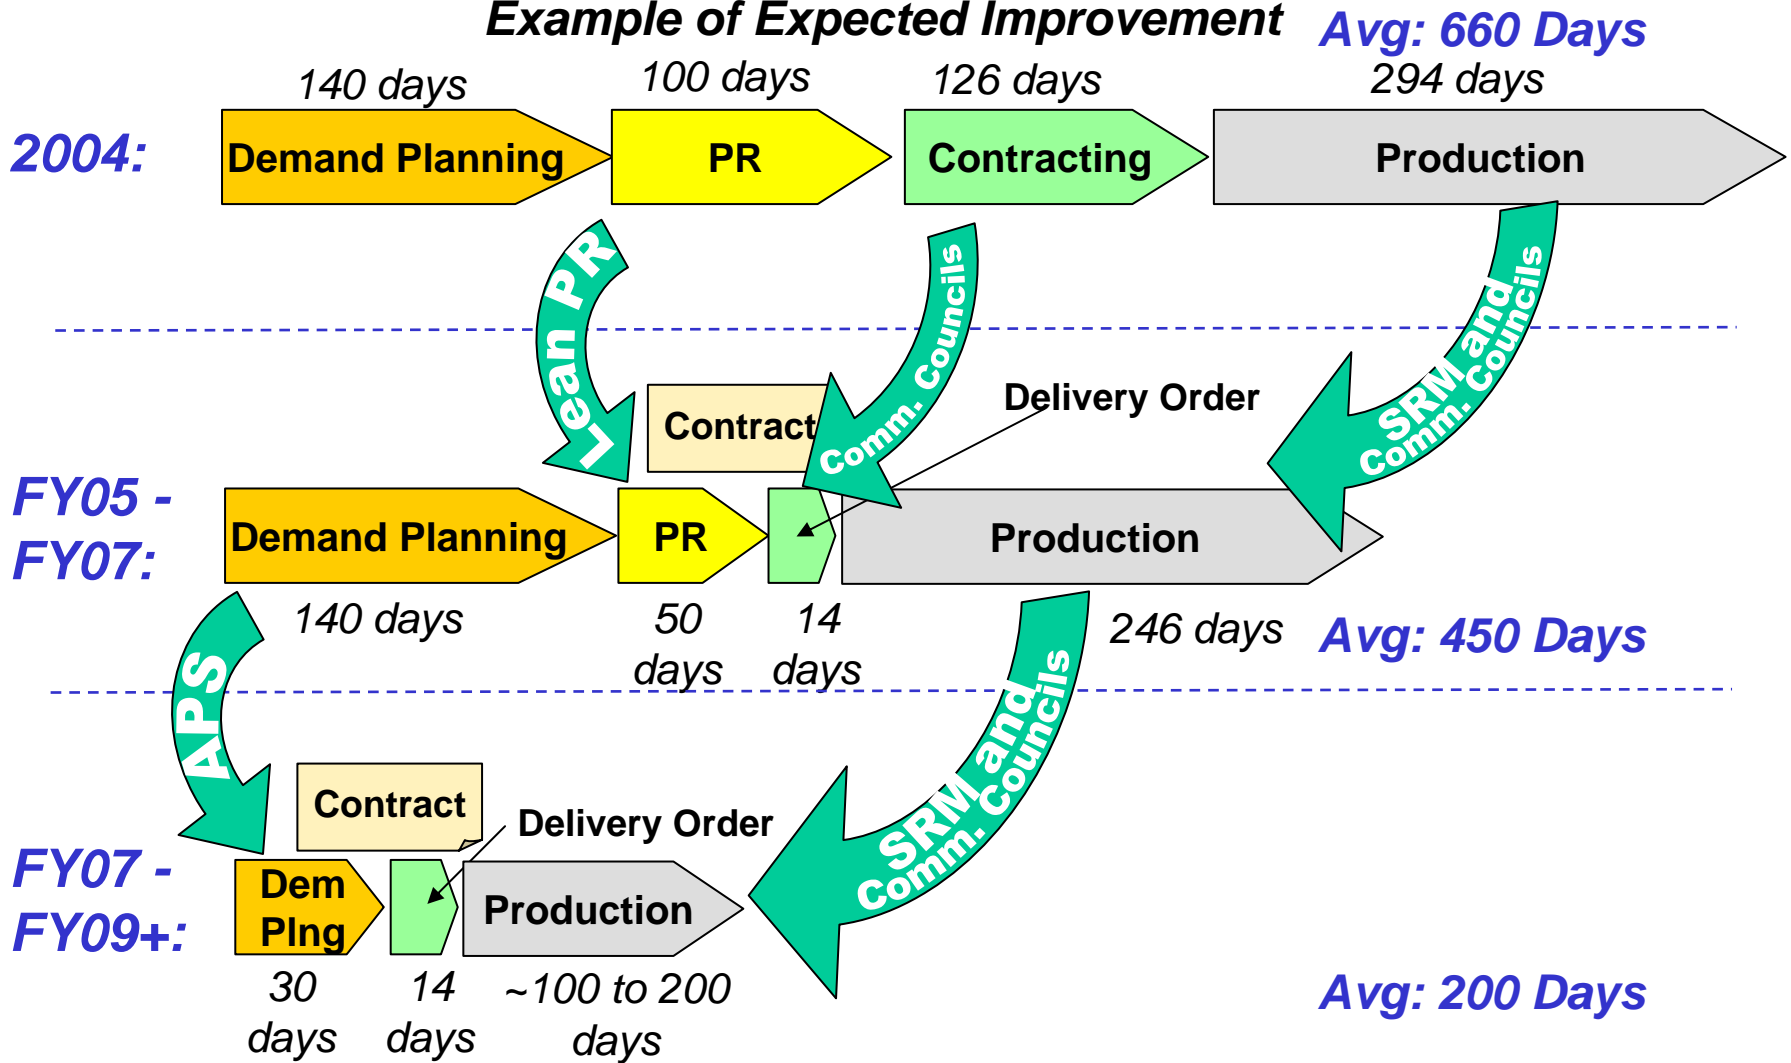 Example of Expected Improvement
Avg: 660 Days
140 days
100 days
126 days
294 days
2004:
Demand Planning
PR
Contracting
Production
Lean PR
Comm. Councils
SRM and
Comm. Councils
Contract
Delivery Order
FY05 -
FY07:
Demand Planning
PR
Production
140 days
50
days
14
days
246 days
Avg: 450 Days
APS
SRM and
Comm. Councils
Contract
Delivery Order
FY07 -
FY09+:
Dem
Plng
Production
30
days
14
days
~100 to 200
days
Avg: 200 Days